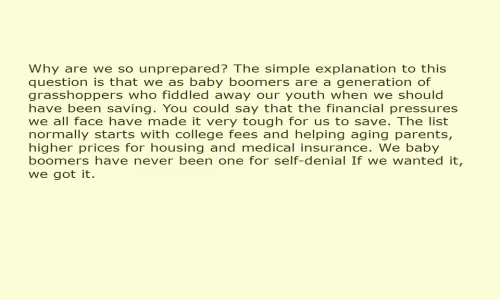 Why are we so unprepared? The simple explanation to this
question is that we as baby boomers are a generation of
grasshoppers who fiddled away our youth when we should
have been saving. You could say that the financial pressures
we all face have made it very tough for us to save. The list
normally starts with college fees and helping aging parents,
higher prices for housing and medical insurance. We baby
boomers have never been one for self-denial If we wanted it,
we got it.